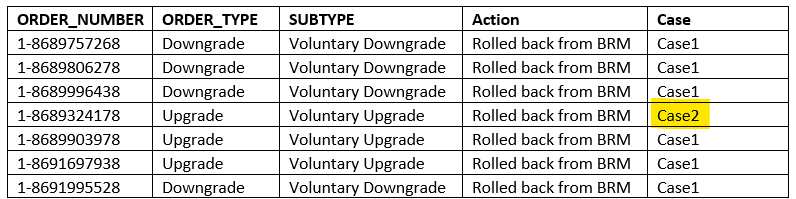 ORDER_NUMBER ORDER_TYPE SUBTYPE Action Case
1-8689757268 Downgrade Voluntary Downgrade Rolled back from BRM Case1
1-8689806278 Downgrade Voluntary Downgrade Rolled back from BRM Case1
1-8689996438 Downgrade Voluntary Downgrade Rolled back from BRM Case1
1-8689324178 Upgrade Voluntary Upgrade Rolled back from BRM Case2
1-8689903978 Upgrade Voluntary Upgrade Rolled back from BRM Case1
1-8691697938 Upgrade Voluntary Upgrade Rolled back from BRM Case1
1-8691995528 Downgrade Voluntary Downgrade Rolled back from BRM Case1